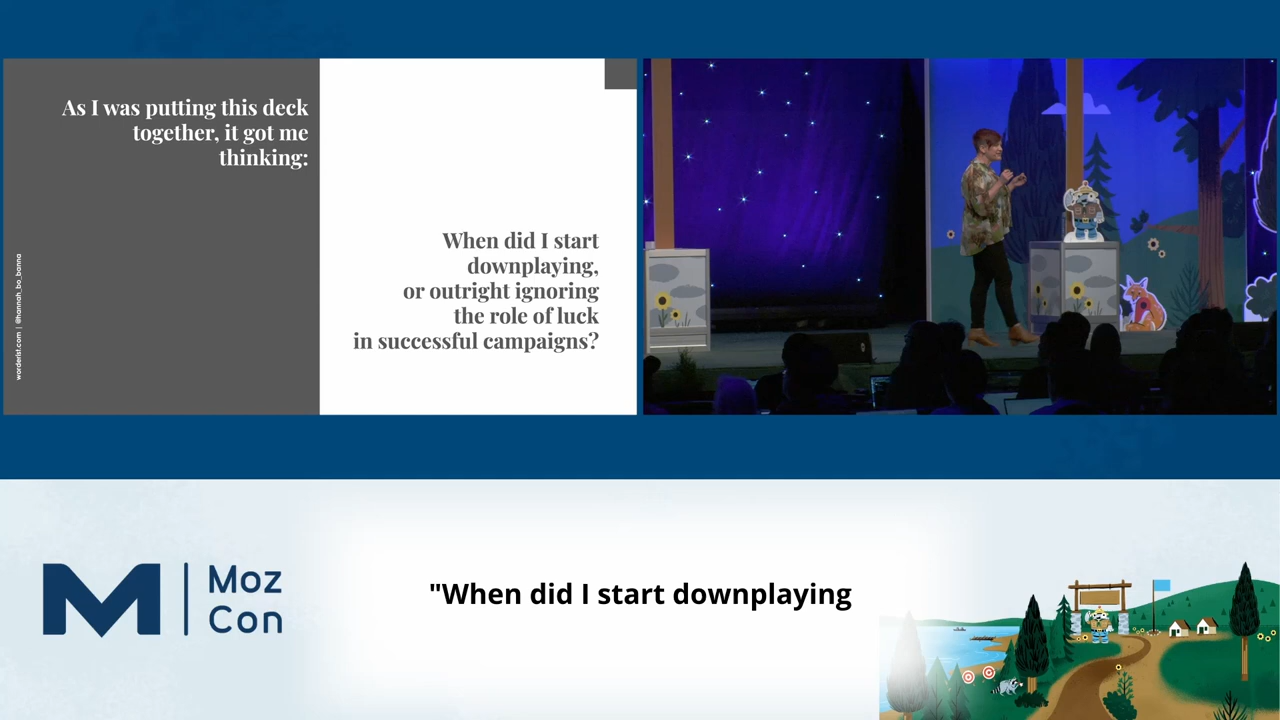 As I was putting this deck
together, it got me
thinking:
When did I start
downplaying,
or outright ignoring
the role of luck
in successful campaigns?
worderist.com | @hannah_bo_banna
Moz
Con
"When did I start downplaying